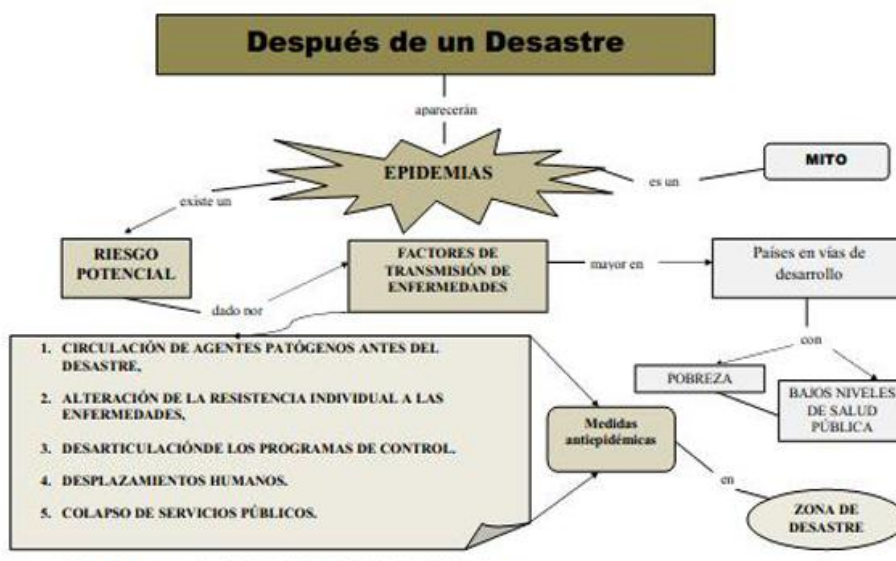 Después de un Desastre
aparecerán
EPIDEMIAS
es un
MITO
existe un
RIESGO
POTENCIAL
dado nor
FACTORES DE
TRANSMISIÓN DE
ENFERMEDADES
mayor en
Países en vías de
desarrollo
con
POBREZA
BAJOS NIVELES
DE SALUD
PÚBLICA
1. CIRCULACIÓN DE AGENTES PATÓGENOS ANTES DEL
DESASTRE,
2. ALTERACIÓN DE LA RESISTENCIA INDIVIDUAL A LAS
ENFERMEDADES,
3. DESARTICULACIÓNDE LOS PROGRAMAS DE CONTROL.
4. DESPLAZAMIENTOS HUMANOS.
5. COLAPSO DE SERVICIOS PÚBLICOS.
Medidas
antiepidémicas
en
ZONA DE
DESASTRE